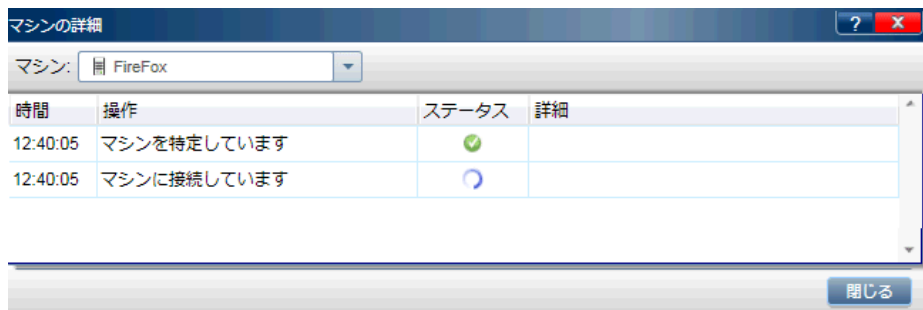 マシンの詳細
?
X
マシン: FireFox
時間 操作 ステータス 詳細
12:40:05 マシンを特定しています
12:40:05 マシンに接続しています
閉じる